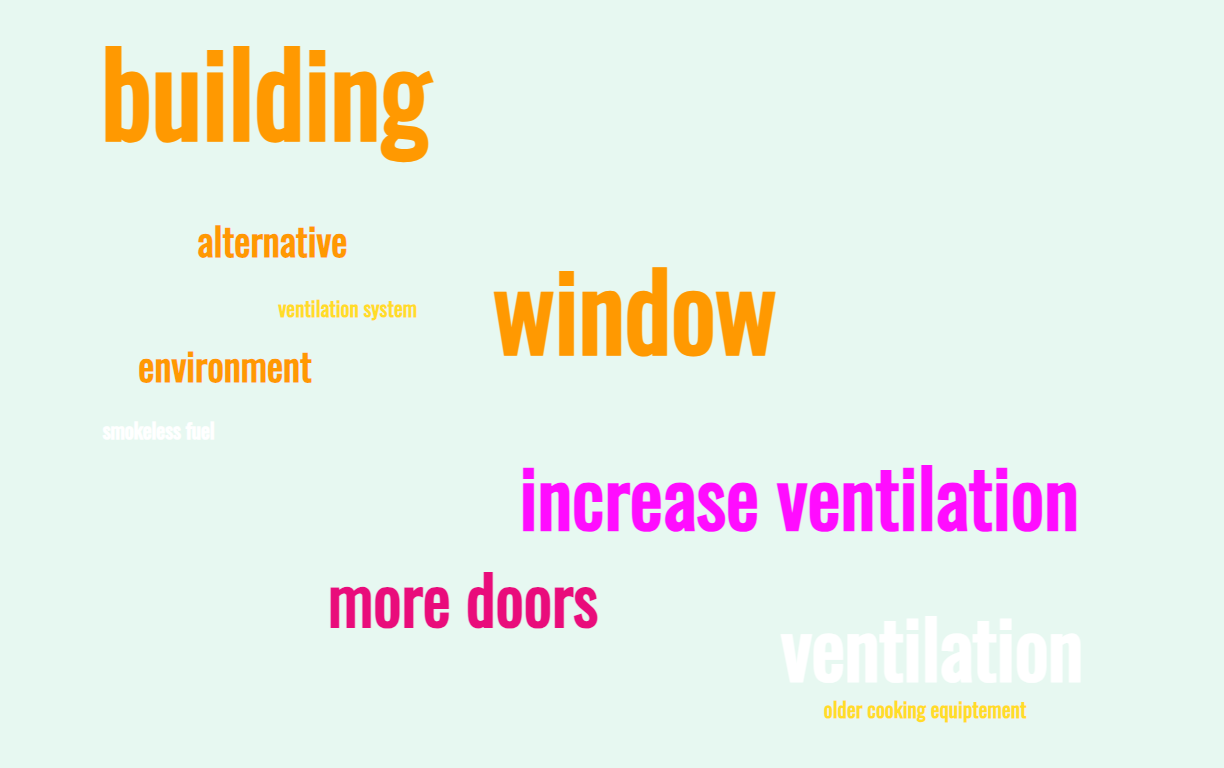 building
alternative
window
ventilation system
environment
smokeless fuel
increase ventilation
more doors
ventilation
older cooking equiptement